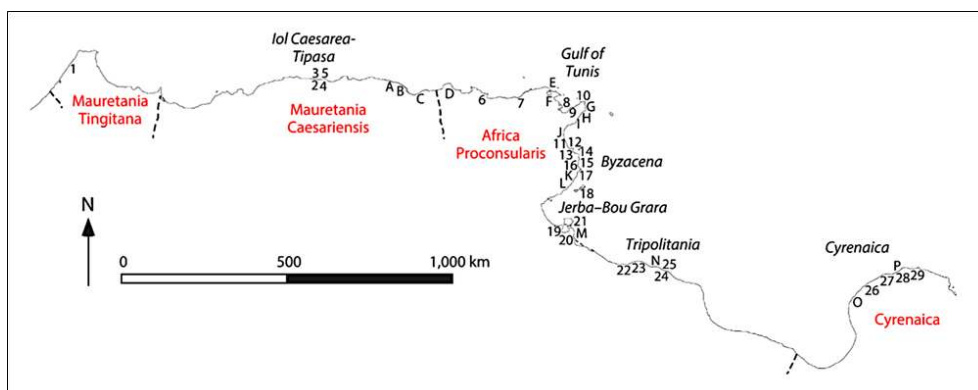 Iol Caesarea-
Tipasa
3 5
2 4
1
Mauretania
Tingitana
Mauretania
Caesariensis
A
B
C
D
6
7
Africa
Proconsularis
Gulf of
Tunis
E
F
8
9
10
G
H
I
J
11
12
13
14
15
16
17
K
L
18
Byzacena
Jerba–Bou Grara
19
20
21
M
Tripolitania
22
23
N
25
24
Cyrenaica
O
26
27
P
28
29
Cyrenaica
N
0
500
1,000 km